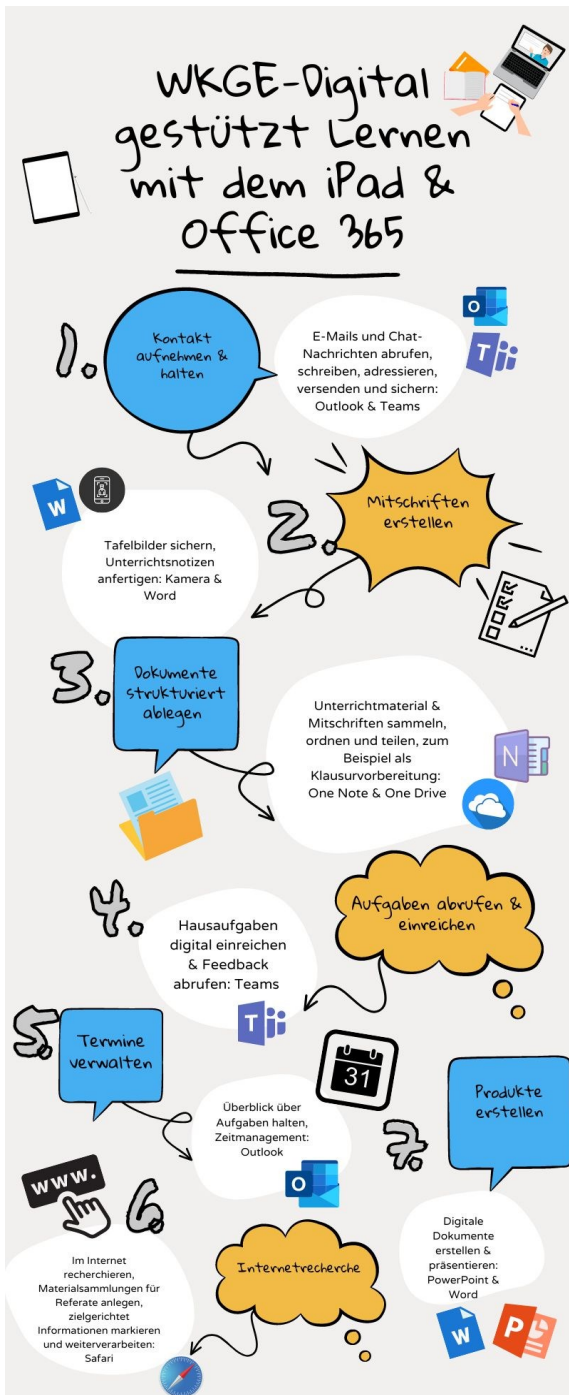 WKGE-Digital
gestützt Lernen
mit dem iPad &
Office 365
1.
Kontakt
aufnehmen &
halten
E-Mails und Chat-
Nachrichten abrufen,
schreiben, adressieren,
versenden und sichern:
Outlook & Teams
O
T
2.
Mitschriften
erstellen
W
Tafelbilder sichern,
Unterrichtsnotizen
anfertigen: Kamera &
Word
3.
Dokumente
strukturiert
ablegen
Unterrichtmaterial &
Mitschriften sammeln,
ordnen und teilen, zum
Beispiel als
Klausurvorbereitung:
One Note & One Drive
N
4.
Aufgaben abrufen &
einreichen
Hausaufgaben
digital einreichen
& Feedback
abrufen: Teams
T
5.
Termine
verwalten
31
Überblick über
Aufgaben halten,
Zeitmanagement:
Outlook
O
www.
6.
Internetrecherche
Im Internet
recherchieren,
Materialsammlungen für
Referate anlegen,
zielgerichtet
Informationen markieren
und weiterverarbeiten:
Safari
7.
Produkte
erstellen
Digitale
Dokumente
erstellen &
präsentieren:
PowerPoint &
Word
W
P